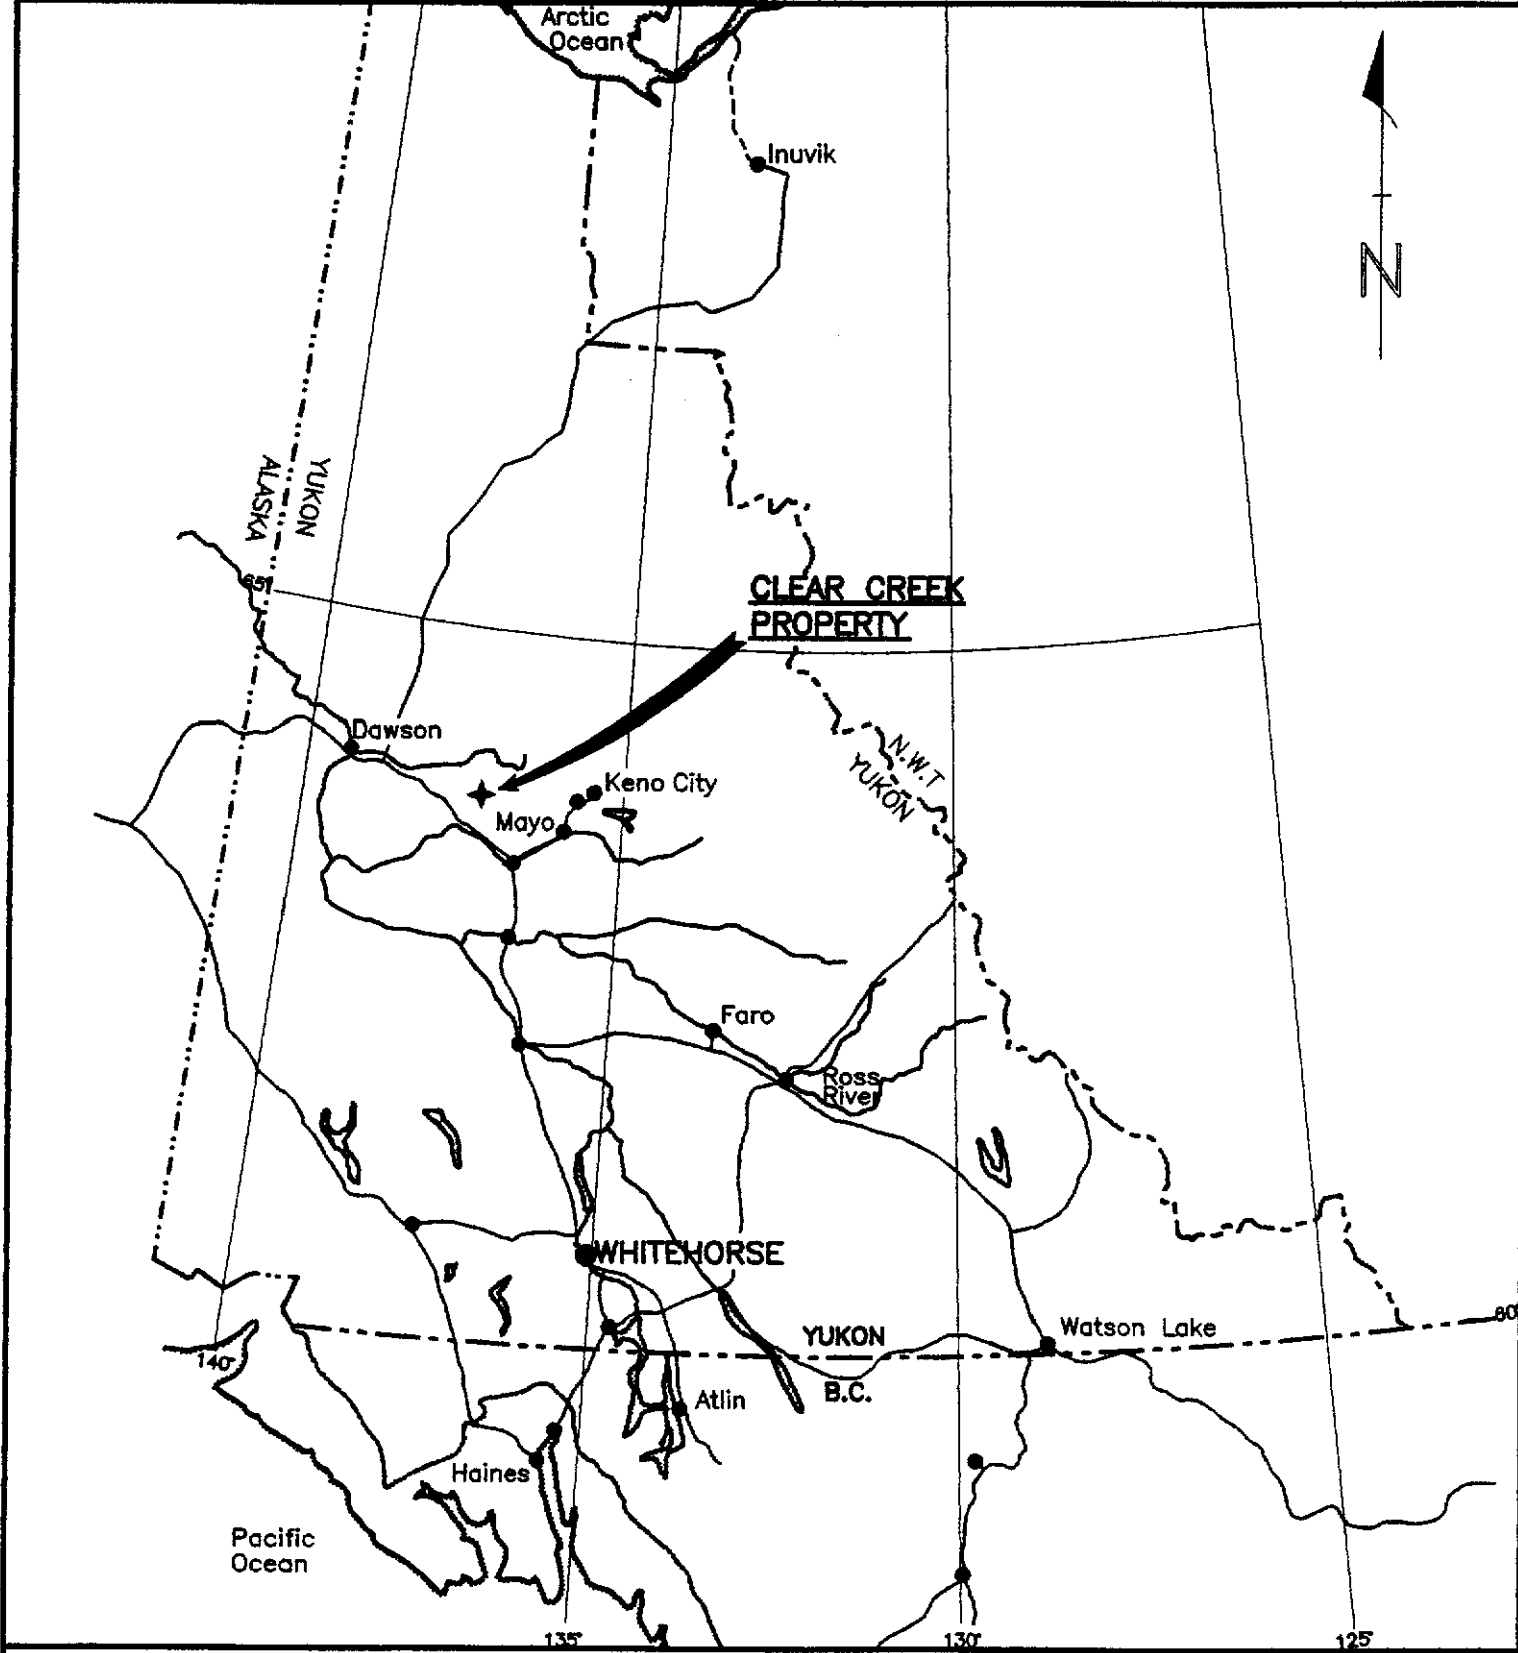 Arctic
Ocean
Inuvik
N
YUKON
ALASKA
65°
CLEAR CREEK
PROPERTY
Dawson
Keno City
Mayo
N.W.T
YUKON
Faro
Ross
River
WHITEHORSE
60°
Watson Lake
YUKON
B.C.
140°
Atlin
Haines
Pacific
Ocean
135°
130°
125°